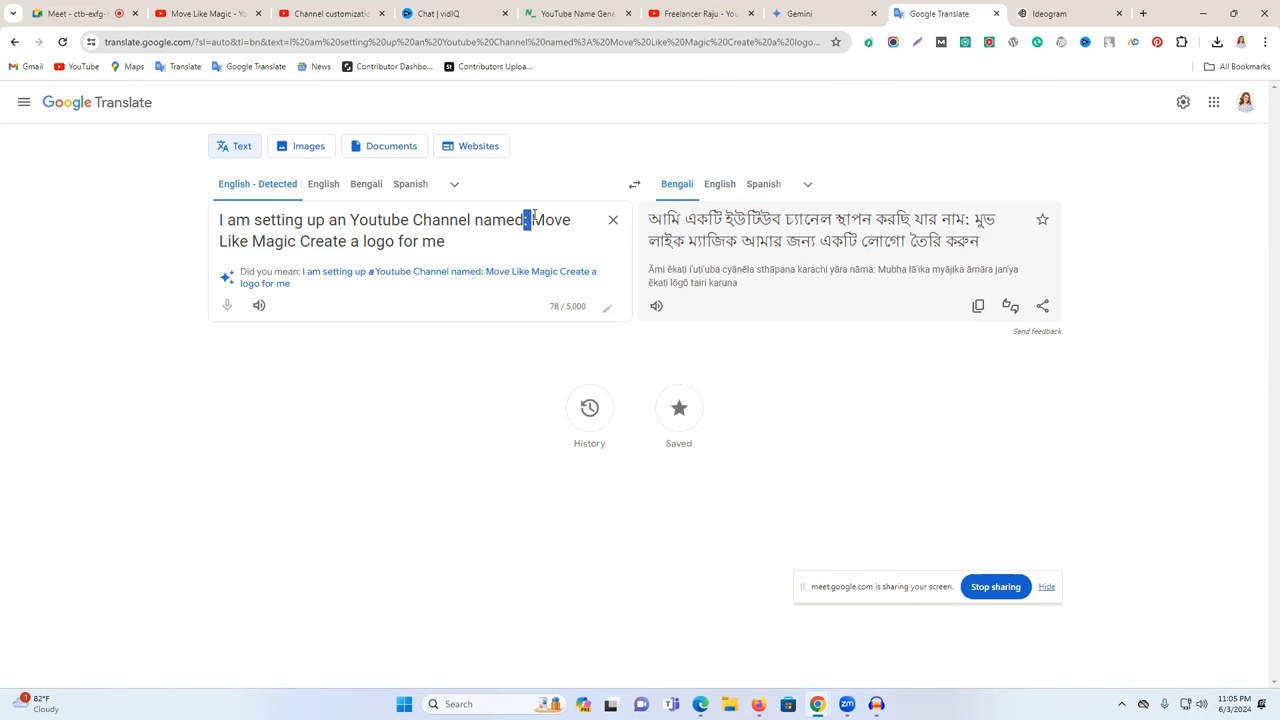 Meet - ctb-exg-r
Move Like Magic - Yo
Channel customizatio
Chat | vidIQ
YouTube Name Gene
Freelancer Raju - You
Gemini
Google Translate
Ideogram
translate.google.com/?sl=auto&tl=bn&text=I%20am%20setting%20up%20an%20Youtube%20Channel%20named%3A%20Move%20Like%20Magic%20Create%20a%20logo...
Gmail
YouTube
Maps
Translate
Google Translate
News
Contributor Dashbo...
Contributors Uploa...
All Bookmarks
Google Translate
Text
Images
Documents
Websites
English - Detected
English
Bengali
Spanish
Bengali
English
Spanish
I am setting up an Youtube Channel named: Move
Like Magic Create a logo for me
Did you mean: I am setting up a Youtube Channel named: Move Like Magic Create a
logo for me
78 / 5,000
আমি একটি ইউটিউব চ্যানেল স্থাপন করছি যার নাম: মুভ
লাইক ম্যাজিক আমার জন্য একটি লোগো তৈরি করুন
Āmi ēkaṭi i'uṭi'uba cyānēla sthāpana karachi yāra nāma: Mubha lā'ika myājika āmāra jan'ya
ēkaṭi lōgō tairi karuna
Send feedback
History
Saved
meet.google.com is sharing your screen.
Stop sharing
Hide
1
82°F
Cloudy
Search
11:05 PM
6/3/2024